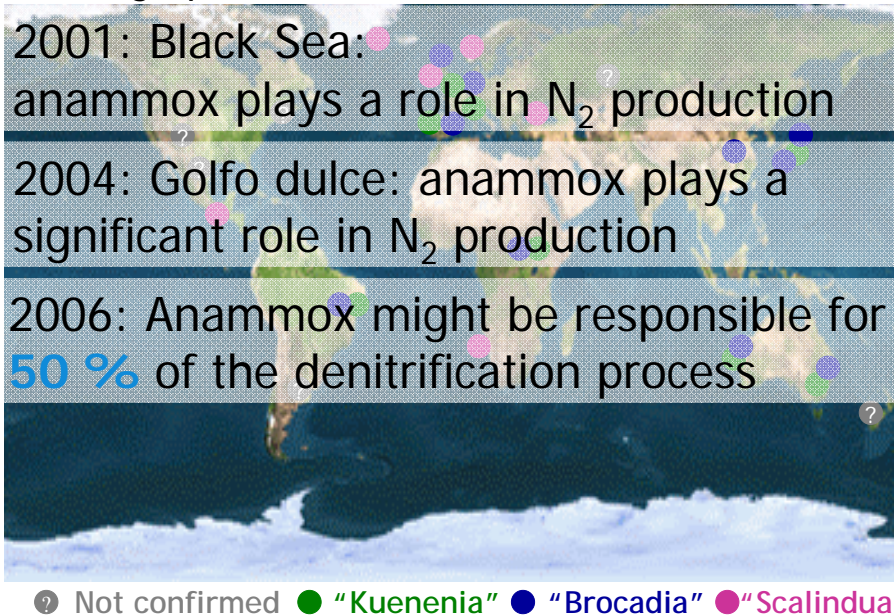 2001: Black Sea:
anammox plays a role in N₂ production
2004: Golfo dulce: anammox plays a
significant role in N₂ production
2006: Anammox might be responsible for
50 % of the denitrification process
? ? ? ? ?
? Not confirmed ● “Kuenenia” ● “Brocadia” ● “Scalindua